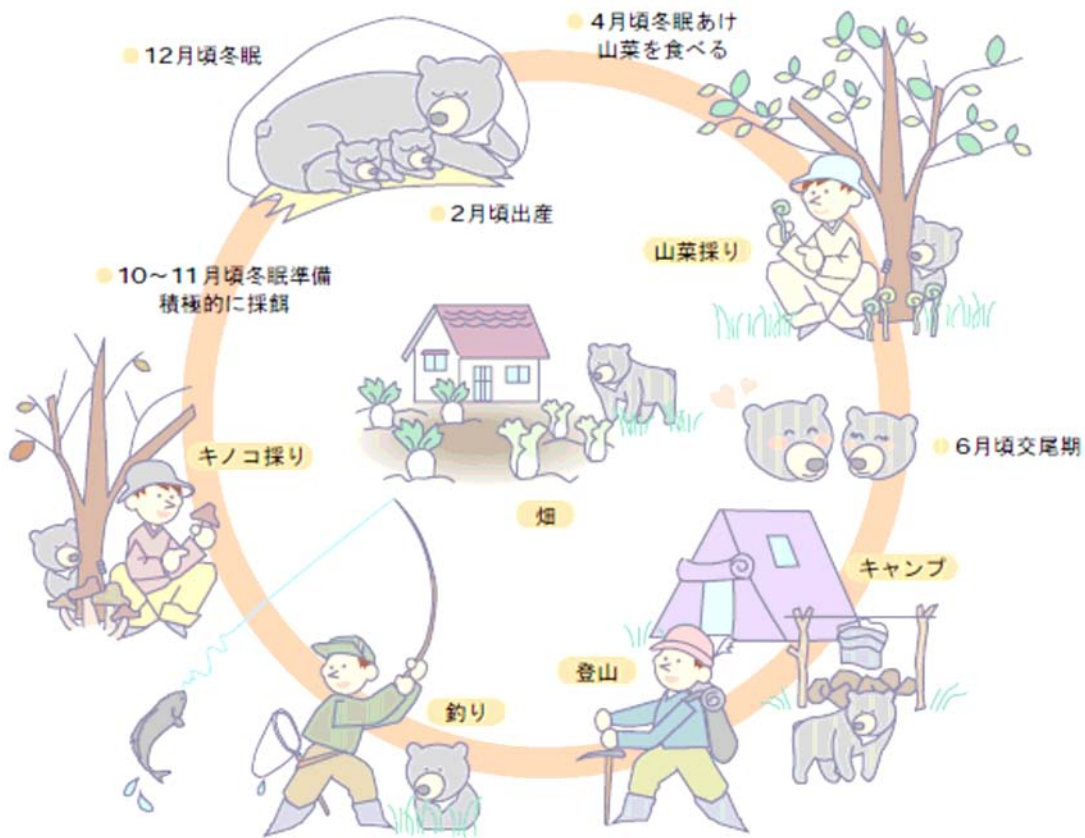 12月頃冬眠
4月頃冬眠あけ
山菜を食べる
2月頃出産
山菜採り
10～11月頃冬眠準備
積極的に採餌
キノコ採り
6月頃交尾期
畑
キャンプ
登山
釣り